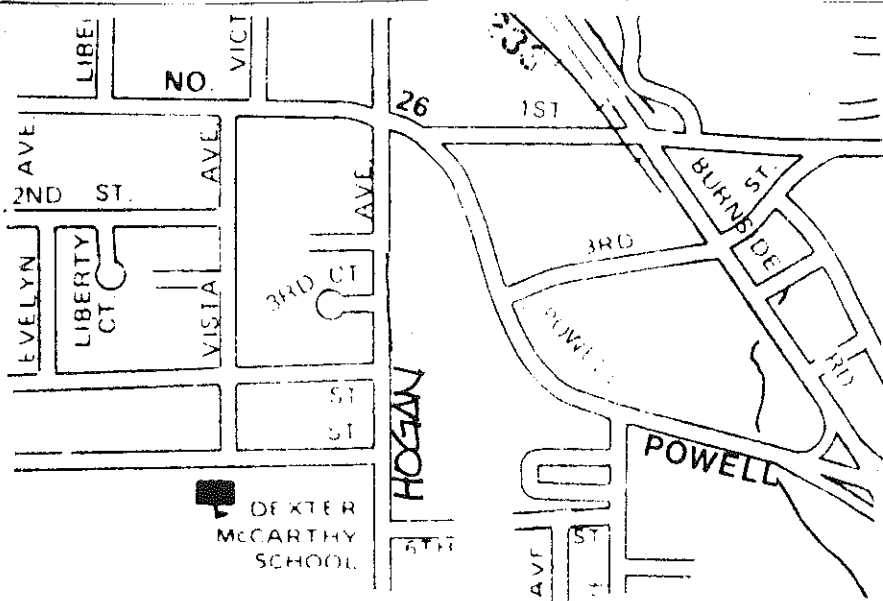 LIBE
VICT
NO.
26
1ST
AVE
AVE.
AVE.
2ND ST.
BURNSIDE
ST.
3RD
EVELYN
LIBERTY
CT.
VISTA
3RD CT
POWELL
RD
ST
ST
HOGAN
POWELL
DEXTER
McCARTHY
SCHOOL
6TH
AVE
ST